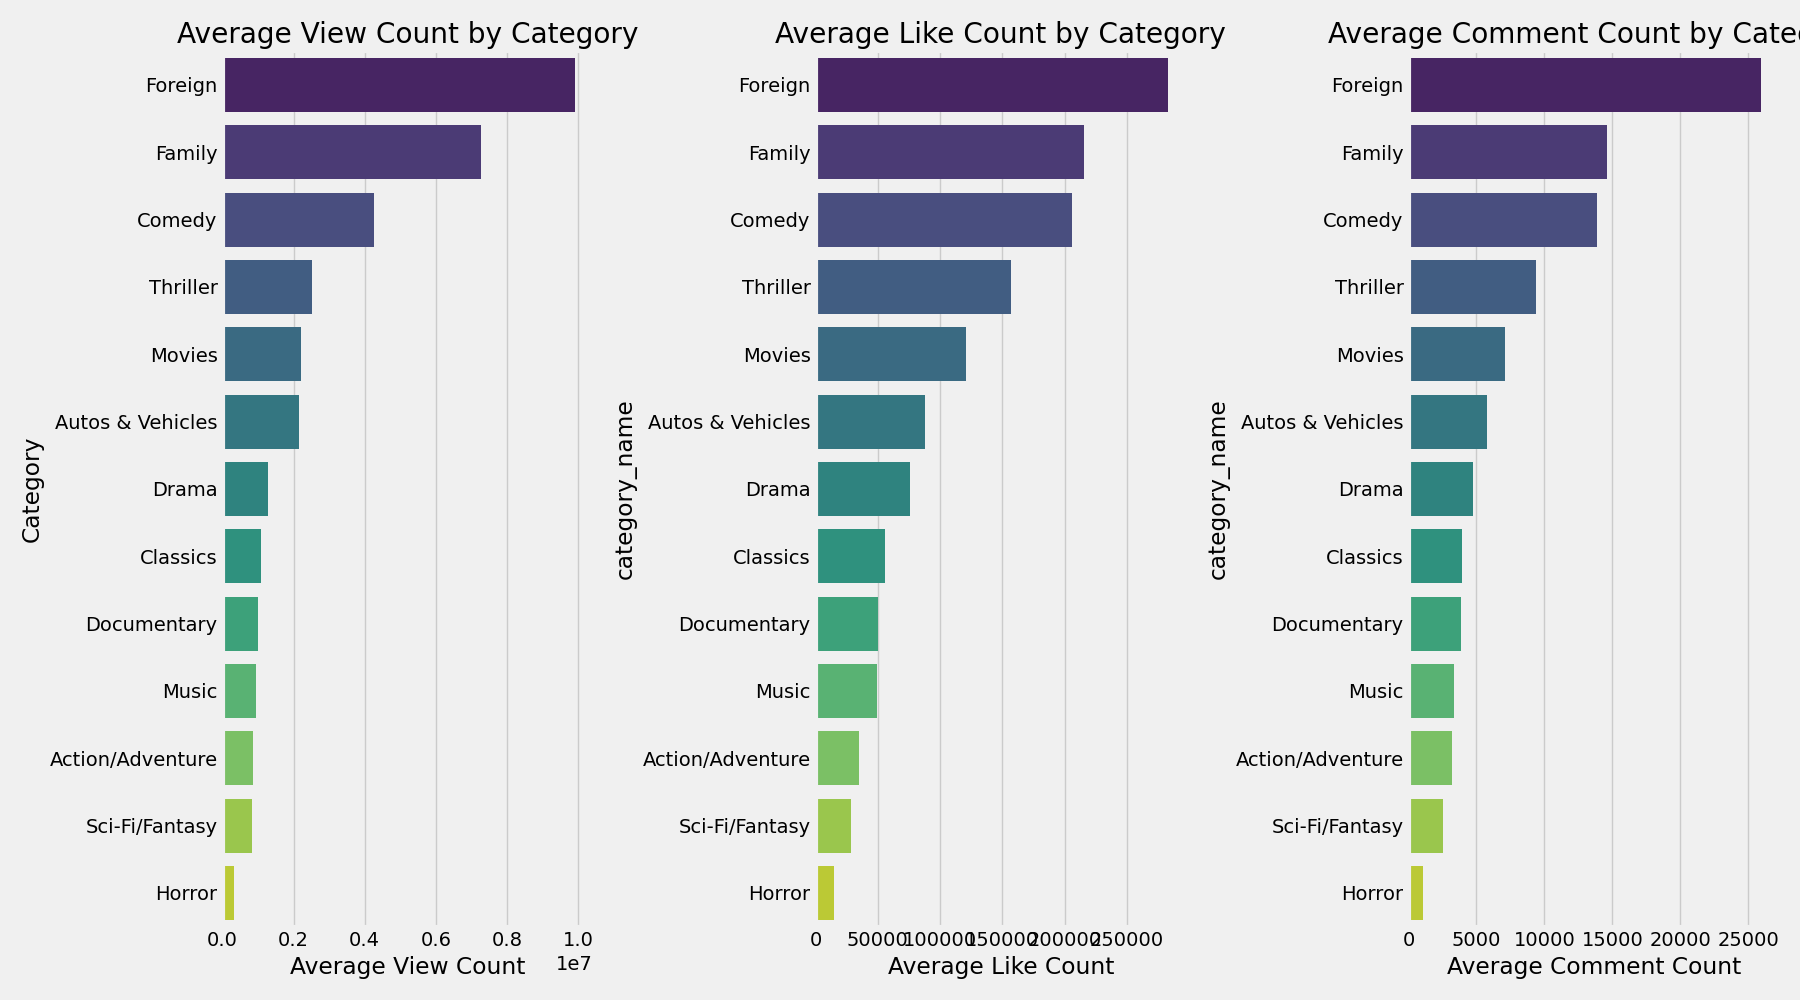 Average View Count by Category
Foreign
Family
Comedy
Thriller
Movies
Autos & Vehicles
Drama
Classics
Documentary
Music
Action/Adventure
Sci-Fi/Fantasy
Horror
Category
0.0 0.2 0.4 0.6 0.8 1.0
1e7
Average View Count
Average Like Count by Category
Foreign
Family
Comedy
Thriller
Movies
Autos & Vehicles
Drama
Classics
Documentary
Music
Action/Adventure
Sci-Fi/Fantasy
Horror
category_name
0 50000 100000 150000 200000 250000
Average Like Count
Average Comment Count by Cate
Foreign
Family
Comedy
Thriller
Movies
Autos & Vehicles
Drama
Classics
Documentary
Music
Action/Adventure
Sci-Fi/Fantasy
Horror
category_name
0 5000 10000 15000 20000 25000
Average Comment Count